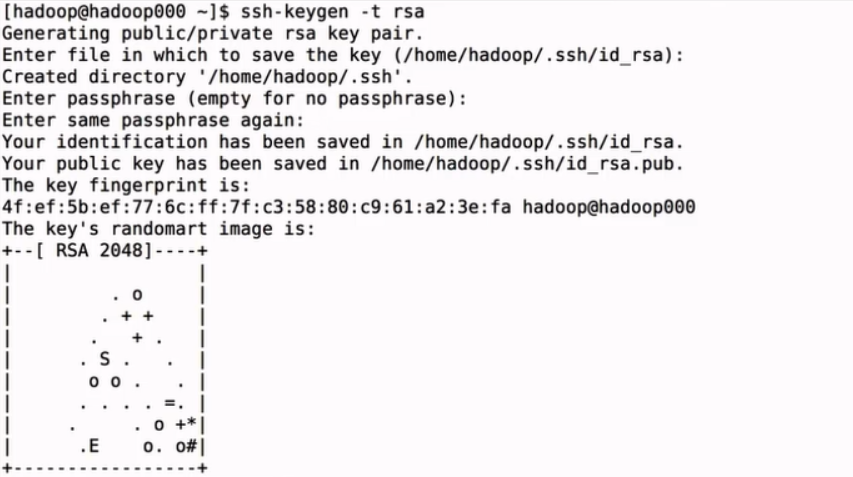 [hadoop@hadoop000 ~]$ ssh-keygen -t rsa
Generating public/private rsa key pair.
Enter file in which to save the key (/home/hadoop/.ssh/id_rsa):
Created directory '/home/hadoop/.ssh'.
Enter passphrase (empty for no passphrase):
Enter same passphrase again:
Your identification has been saved in /home/hadoop/.ssh/id_rsa.
Your public key has been saved in /home/hadoop/.ssh/id_rsa.pub.
The key fingerprint is:
4f:ef:5b:ef:77:6c:ff:7f:c3:58:80:c9:61:a2:3e:fa hadoop@hadoop000
The key's randomart image is:
+--[ RSA 2048]----+
|                 |
|         . o     |
|        . + +    |
|       .   + .   |
|      . S .   .  |
|       o o .   . |
|      . . . . =. |
|     .     . o +*|
|      .E    o. o#|
+-----------------+